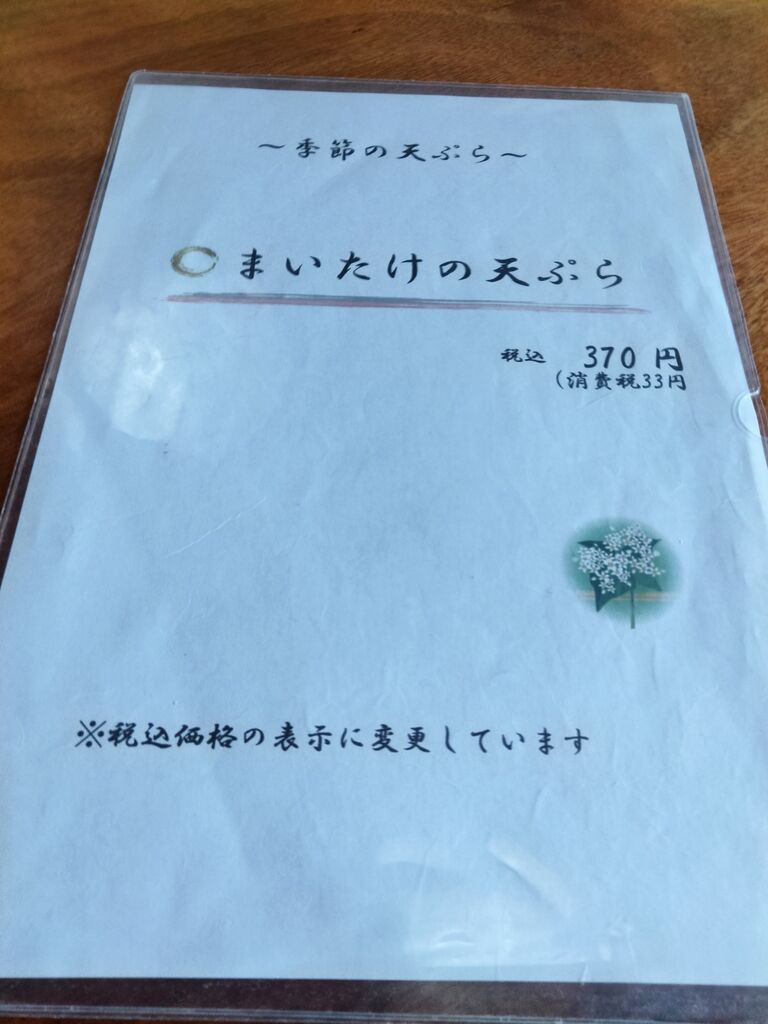 ～季節の天ぷら～
まいたけの天ぷら
税込 370 円
(消費税33円
※税込価格の表示に変更しています